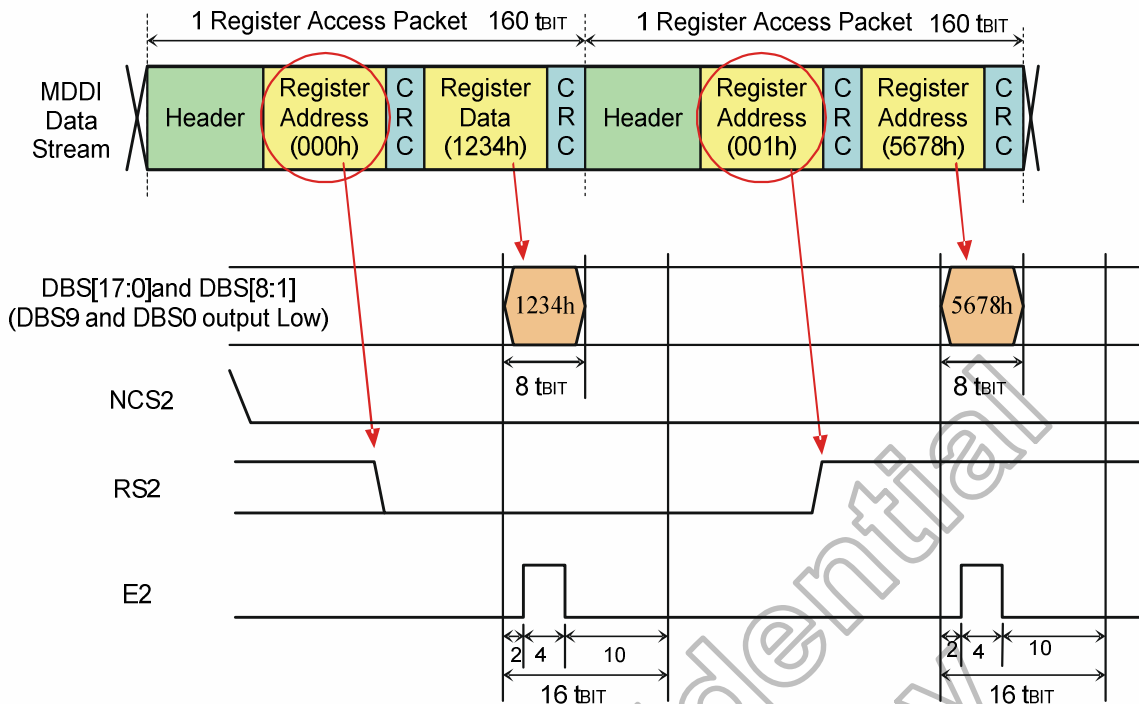 1 Register Access Packet 160 tBIT
1 Register Access Packet 160 tBIT
MDDI
Data
Stream
Header
Register
Address
(000h)
C
R
C
Register
Data
(1234h)
C
R
C
Header
Register
Address
(001h)
C
R
C
Register
Address
(5678h)
C
R
C
DBS[17:0]and DBS[8:1]
(DBS9 and DBS0 output Low)
1234h
5678h
8 tBIT
8 tBIT
NCS2
RS2
E2
2 4 10
2 4 10
16 tBIT
16 tBIT